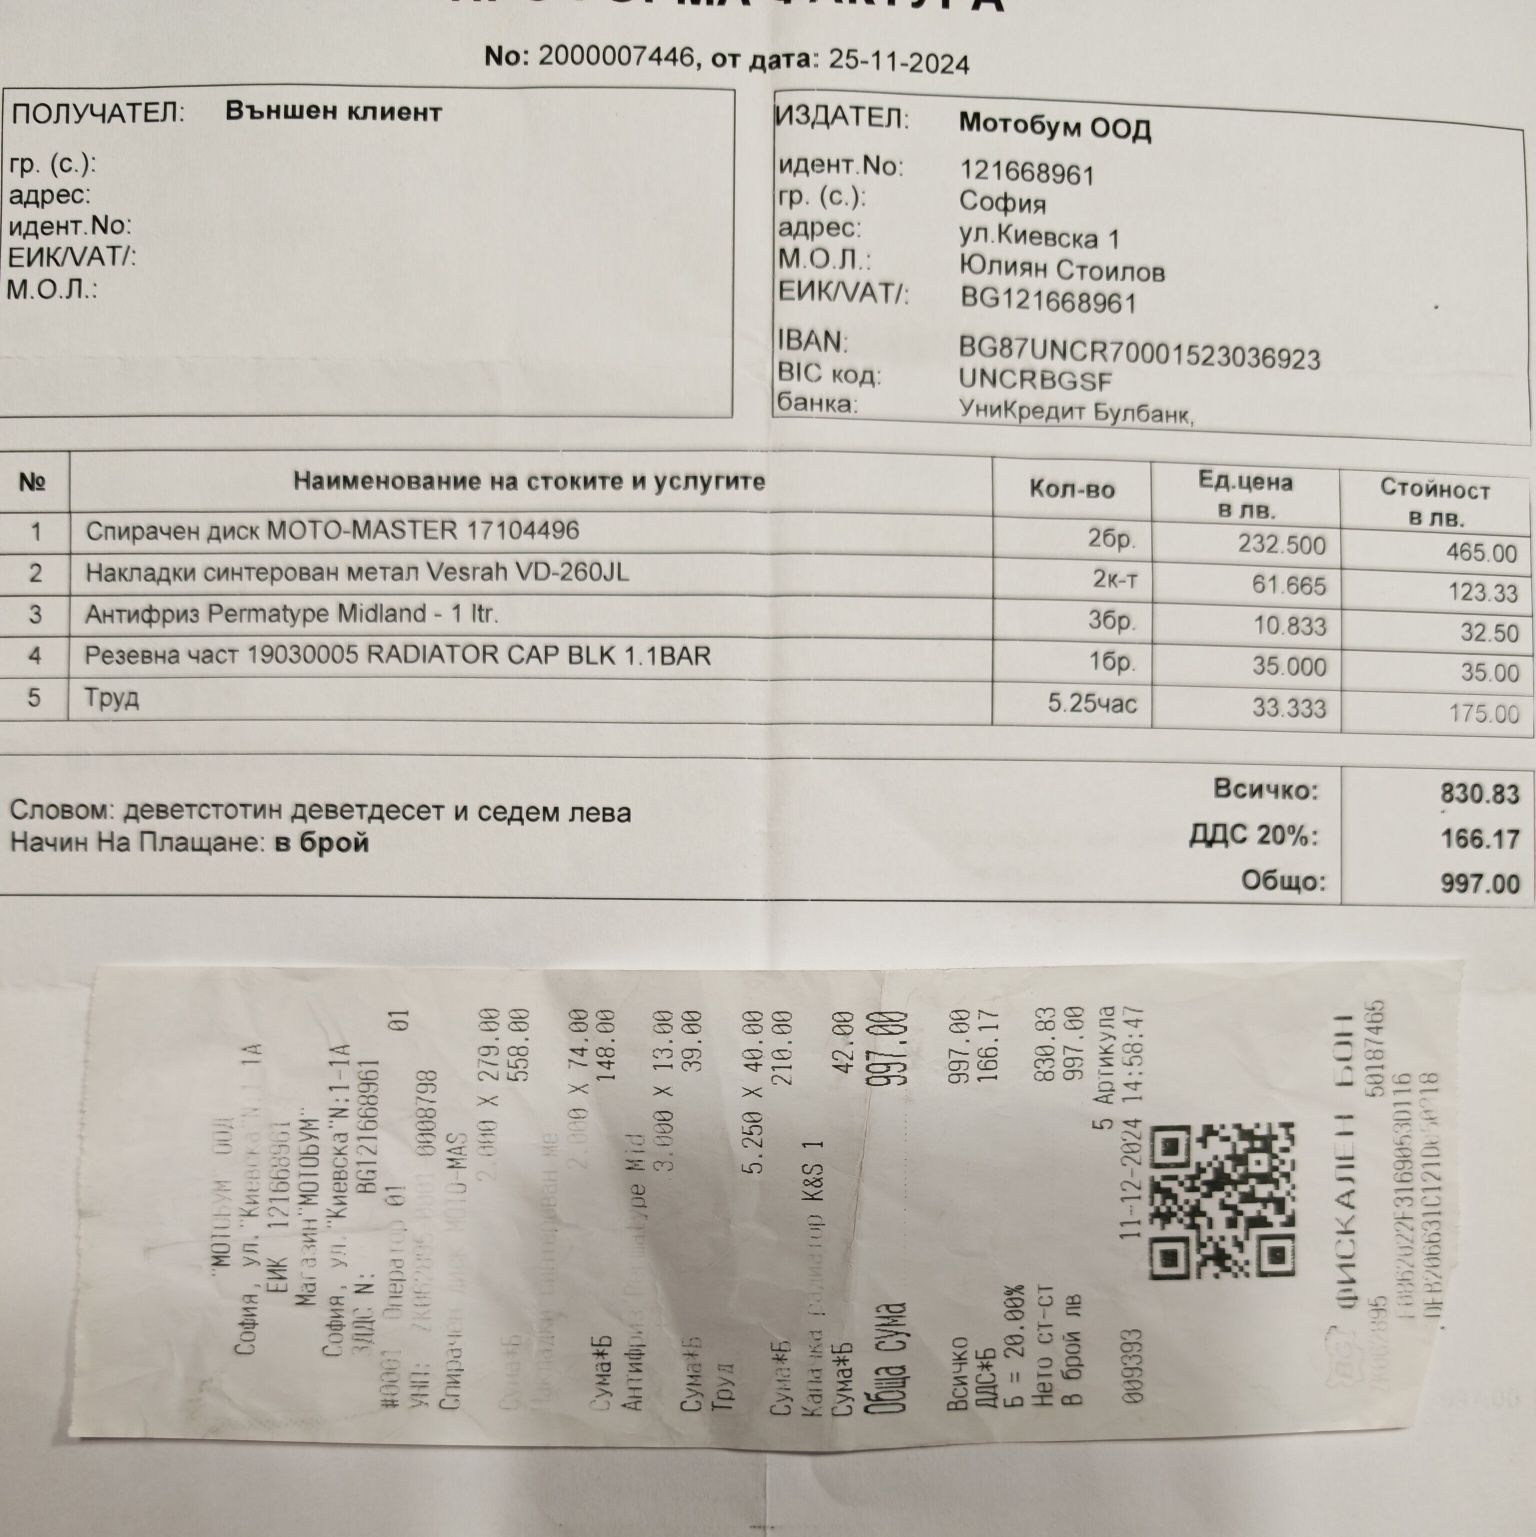 No: 2000007446, от дата: 25-11-2024
ПОЛУЧАТЕЛ: Външен клиент
гр. (с.):
адрес:
идент.No:
ЕИК/VAT/:
М.О.Л.:
ИЗДАТЕЛ: Мотобум ООД
идент.No: 121668961
гр. (с.): София
адрес: ул.Киевска 1
М.О.Л.: Юлиян Стоилов
ЕИК/VAT/: BG121668961
IBAN: BG87UNCR70001523036923
BIC код: UNCRBGSF
банка: УниКредит Булбанк,
№ Наименование на стоките и услугите Кол-во Ед.цена в лв. Стойност в лв.
1 Спирачен диск MOTO-MASTER 17104496 2бр. 232.500 465.00
2 Накладки синтерован метал Vesrah VD-260JL 2к-т 61.665 123.33
3 Антифриз Permatype Midland - 1 ltr. 3бр. 10.833 32.50
4 Резевна част 19030005 RADIATOR CAP BLK 1.1BAR 1бр. 35.000 35.00
5 Труд 5.25час 33.333 175.00
Словом: деветстотин деветдесет и седем лева
Начин На Плащане: в брой
Всичко: 830.83
ДДС 20%: 166.17
Общо: 997.00
"МОТОБУМ" ООД
София, ул."Киевска"N: 1А
ЕИК 121668961
Магазин"МОТОБУМ"
София, ул."Киевска"N:1-1А
ЗДДС N: BG121668961
#0001 Оператор 01 01
УНП: 0008798
Спирачен MOTO-MAS
2.000 X 279.00
Сума*Б 558.00
Накладки синтерован ме
2.000 X 74.00
Сума*Б 148.00
Антифриз Permatype Mid
3.000 X 13.00
Сума*Б 39.00
Труд
5.250 X 40.00
Сума*Б 210.00
Капачка радиатор K&S 1
Сума*Б 42.00
Обща сума 997.00
Всичко 997.00
ДДС*Б 166.17
Б = 20.00%
Нето ст-ст 830.83
В брой лв 997.00
5 Артикула
009393 11-12-2024 14:58:47
ФИСКАЛЕН БОН
50187465